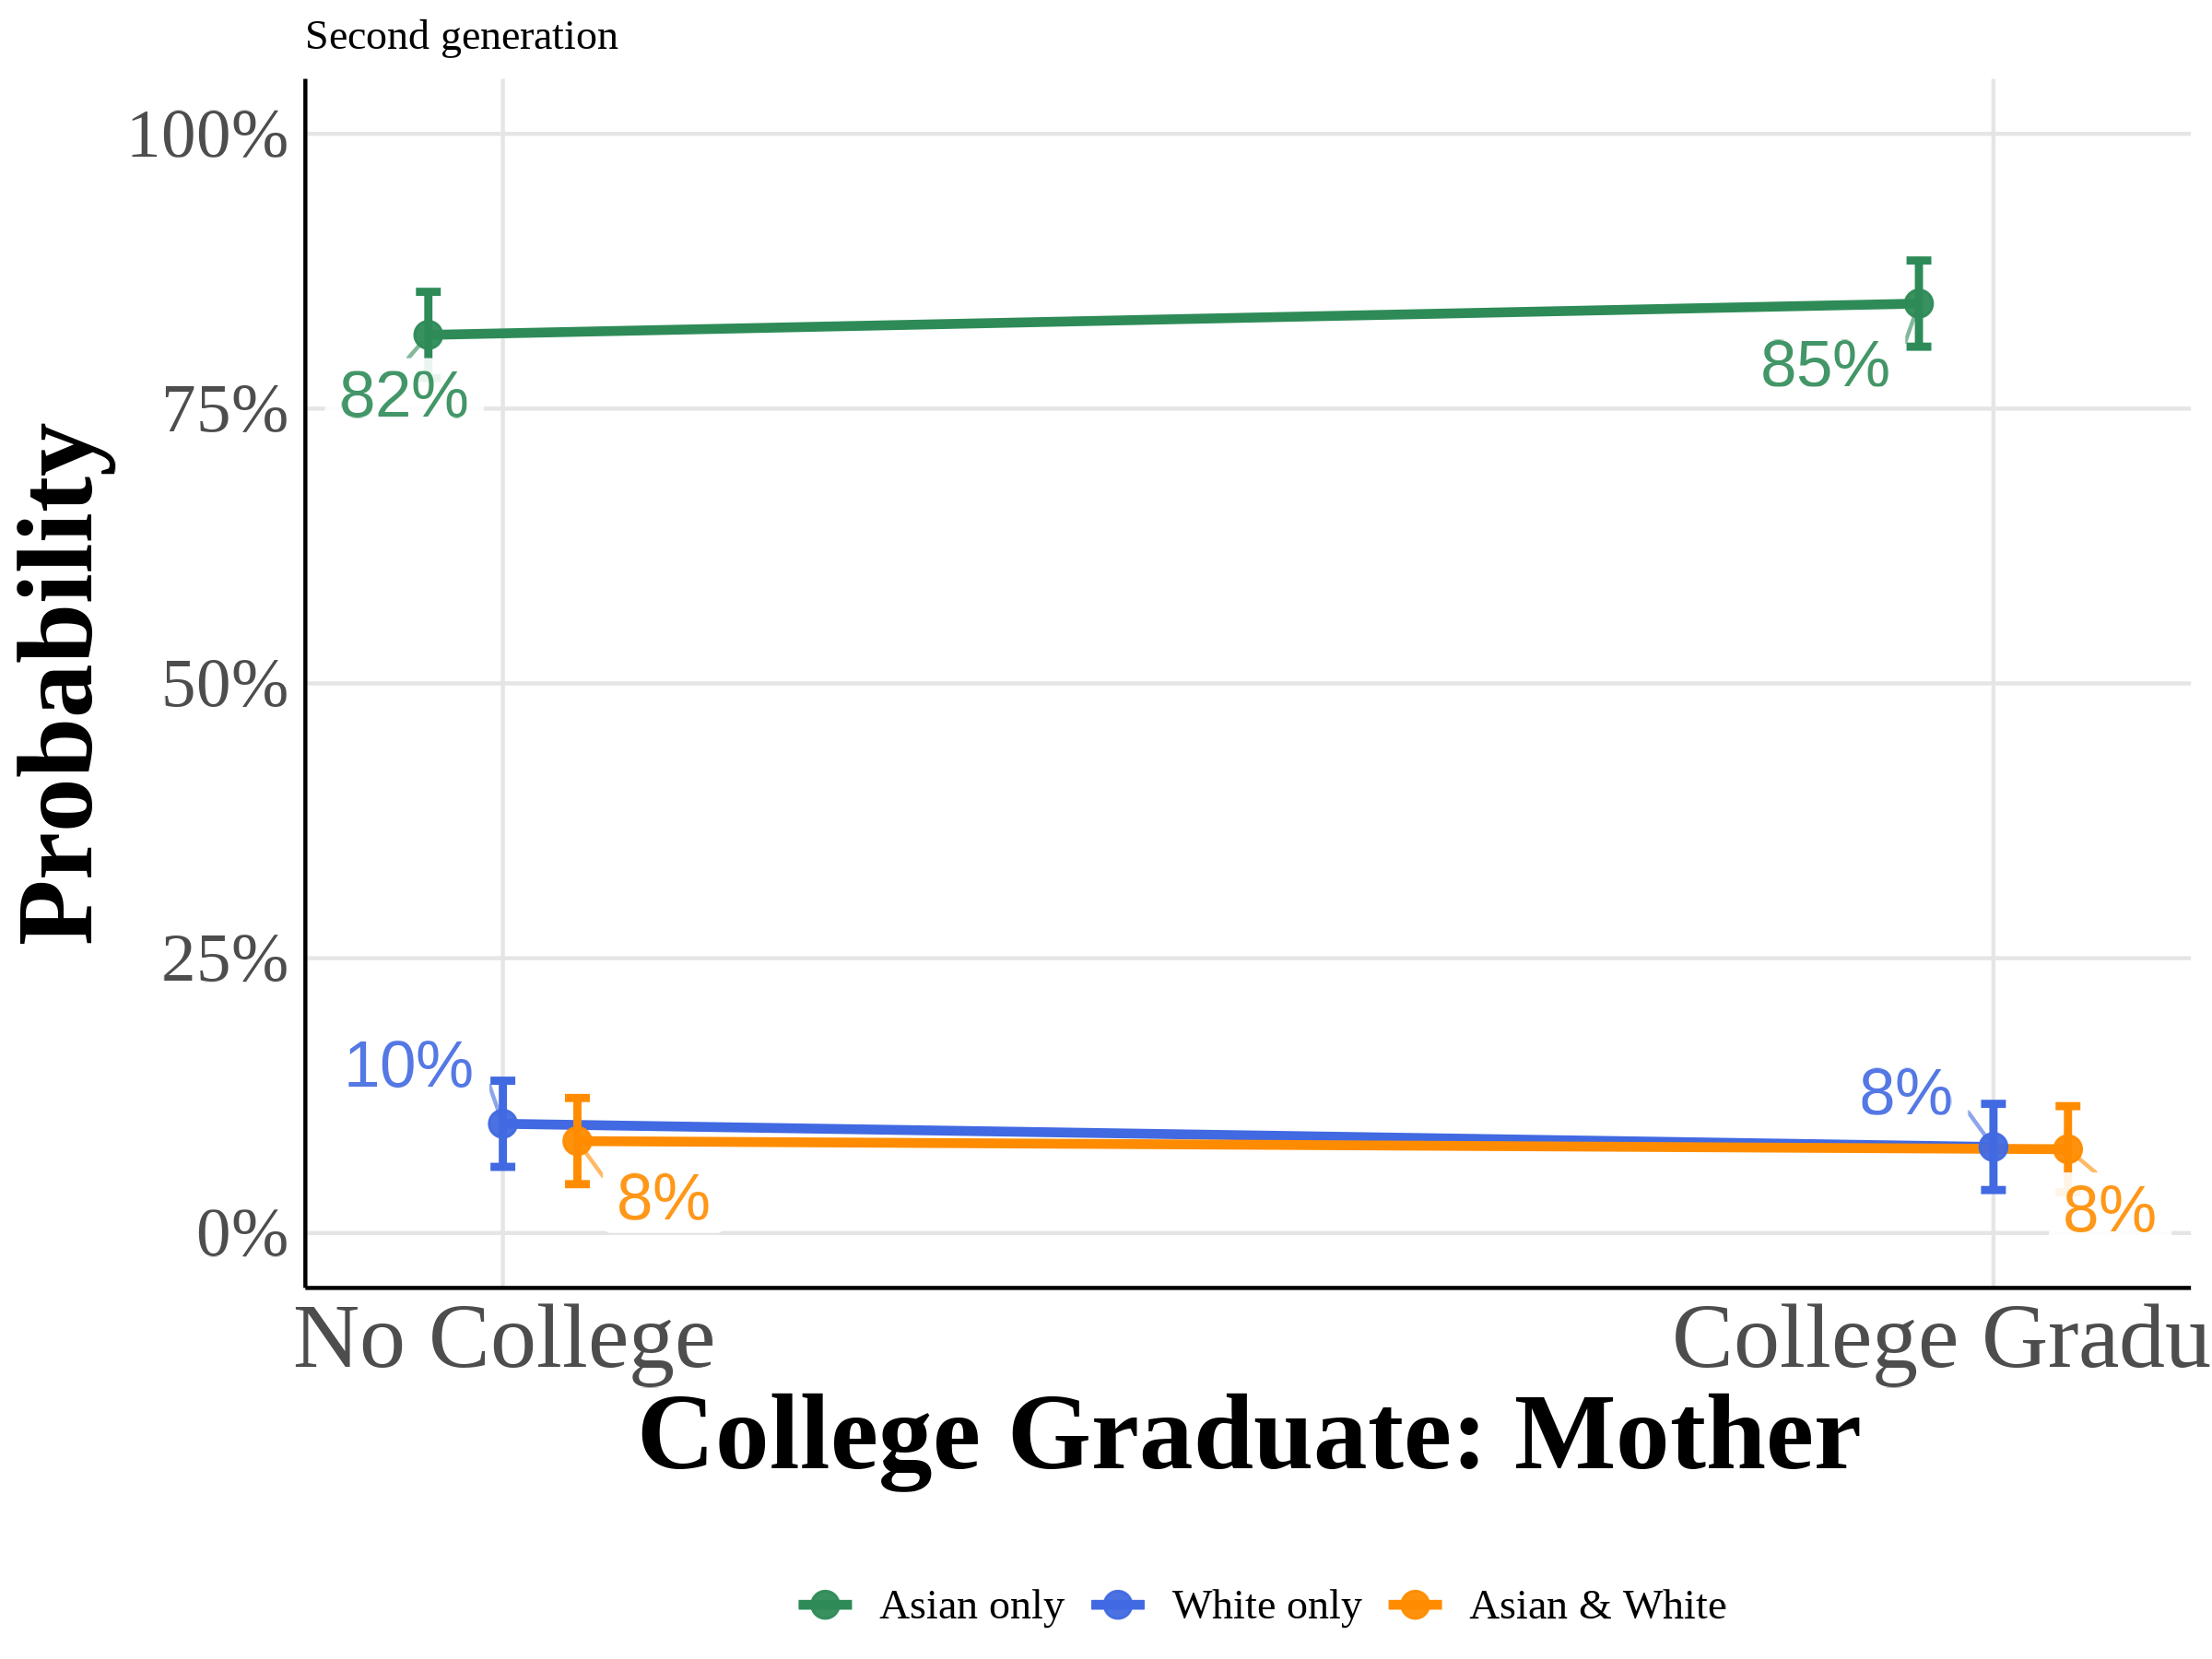 Second generation
100%
75%
50%
25%
0%
Probability
82%
85%
10%
8%
8%
8%
No College
College Gradu
College Graduate: Mother
Asian only
White only
Asian & White